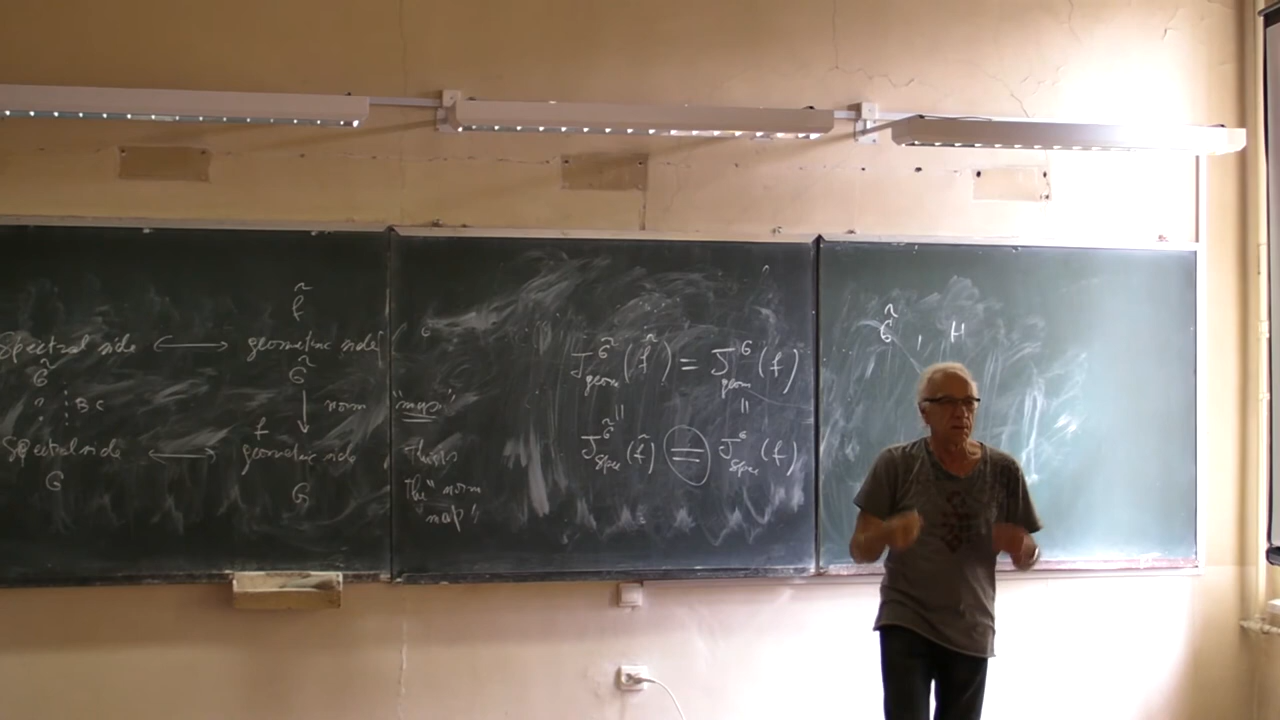 f̃
spectral side ⟷ geometric side
G̃ G̃
BC norm "map"
f
spectral side ⟷ geometric side , This is
G G the "norm
map"
J^G̃_geom (f̃) = J^G_geom (f)
|| ||
J^G̃_spec (f̃) = J^G_spec (f)
G̃ , H